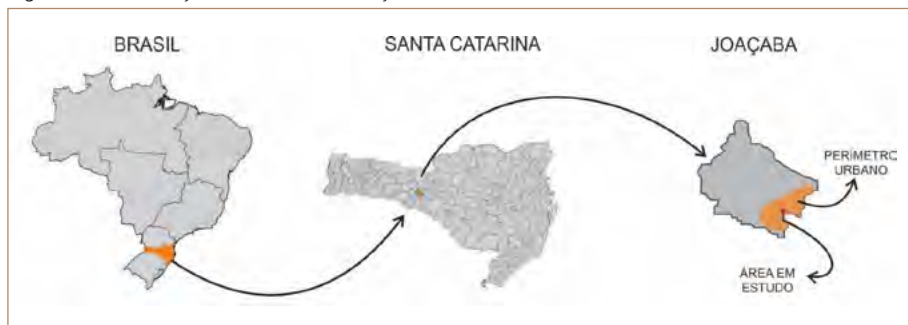 BRASIL
SANTA CATARINA
JOAÇABA
PERÍMETRO
URBANO
ÁREA EM
ESTUDO